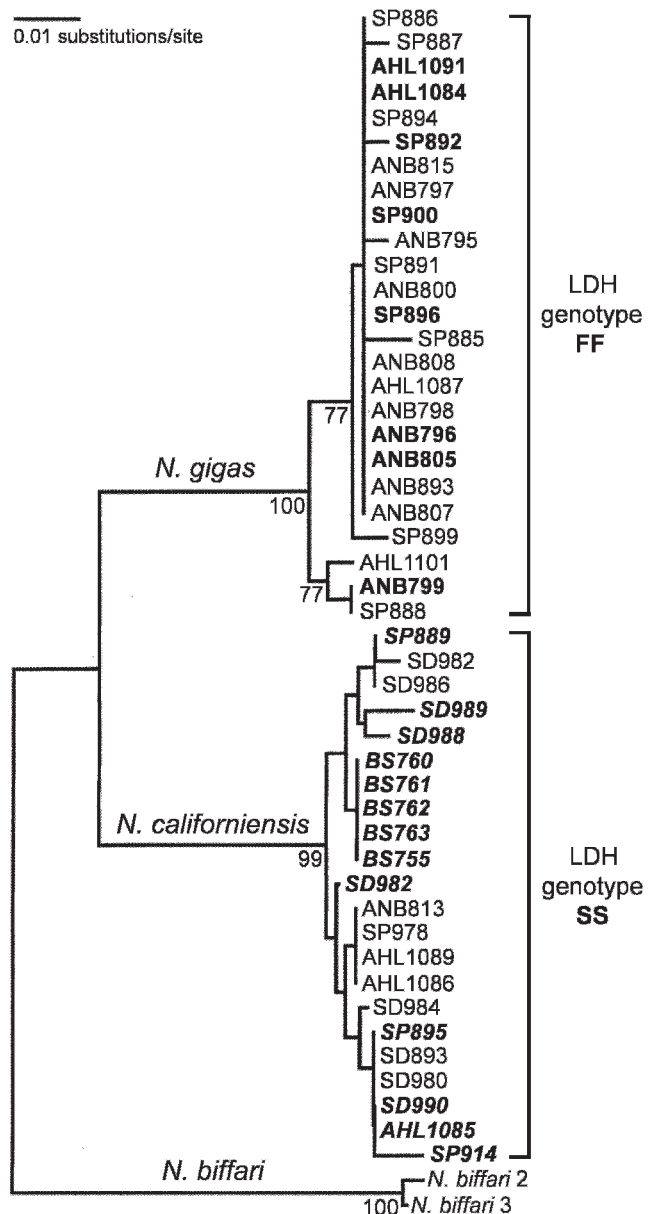 0.01 substitutions/site
SP886
SP887
AHL1091
AHL1084
SP894
SP892
ANB815
ANB797
SP900
ANB795
SP891
ANB800
SP896
SP885
ANB808
AHL1087
ANB798
ANB796
ANB805
ANB893
ANB807
SP899
AHL1101
ANB799
SP888
LDH
genotype
FF
77
N. gigas
100
77
SP889
SD982
SD986
SD989
SD988
BS760
BS761
BS762
BS763
BS755
SD982
ANB813
SP978
AHL1089
AHL1086
SD984
SP895
SD893
SD980
SD990
AHL1085
SP914
LDH
genotype
SS
N. californiensis
99
N. biffari
N. biffari 2
100
N. biffari 3